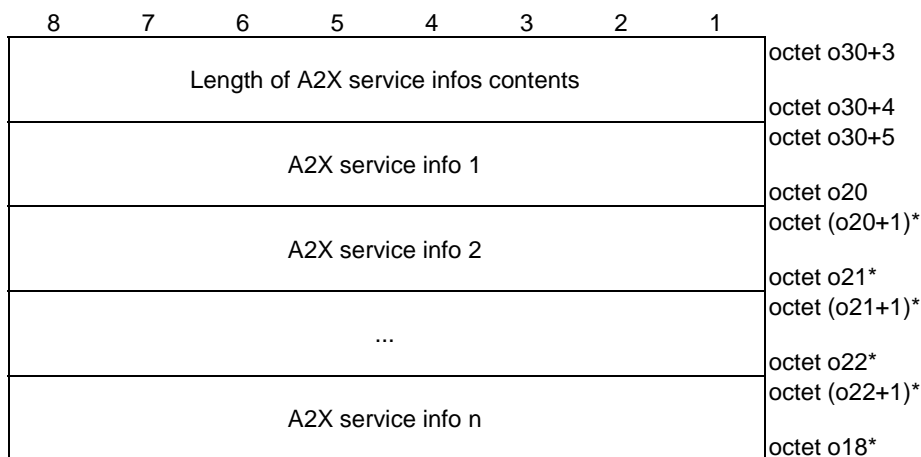 8 7 6 5 4 3 2 1
Length of A2X service infos contents
octet o30+3
octet o30+4
A2X service info 1
octet o30+5
octet o20
A2X service info 2
octet (o20+1)*
octet o21*
...
octet (o21+1)*
octet o22*
A2X service info n
octet (o22+1)*
octet o18*